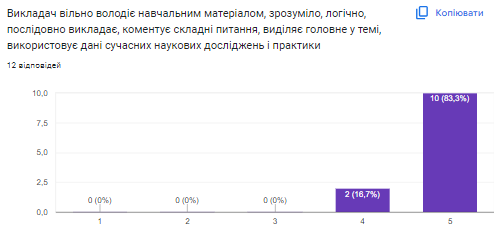 Викладач вільно володіє навчальним матеріалом, зрозуміло, логічно,
Копіювати
послідовно викладає, коментує складні питання, виділяє головне у темі,
використовує дані сучасних наукових досліджень і практики
12 відповідей
10,0
7,5
5,0
2,5
0,0
0 (0%)
0 (0%)
0 (0%)
2 (16,7%)
10 (83,3%)
1 2 3 4 5